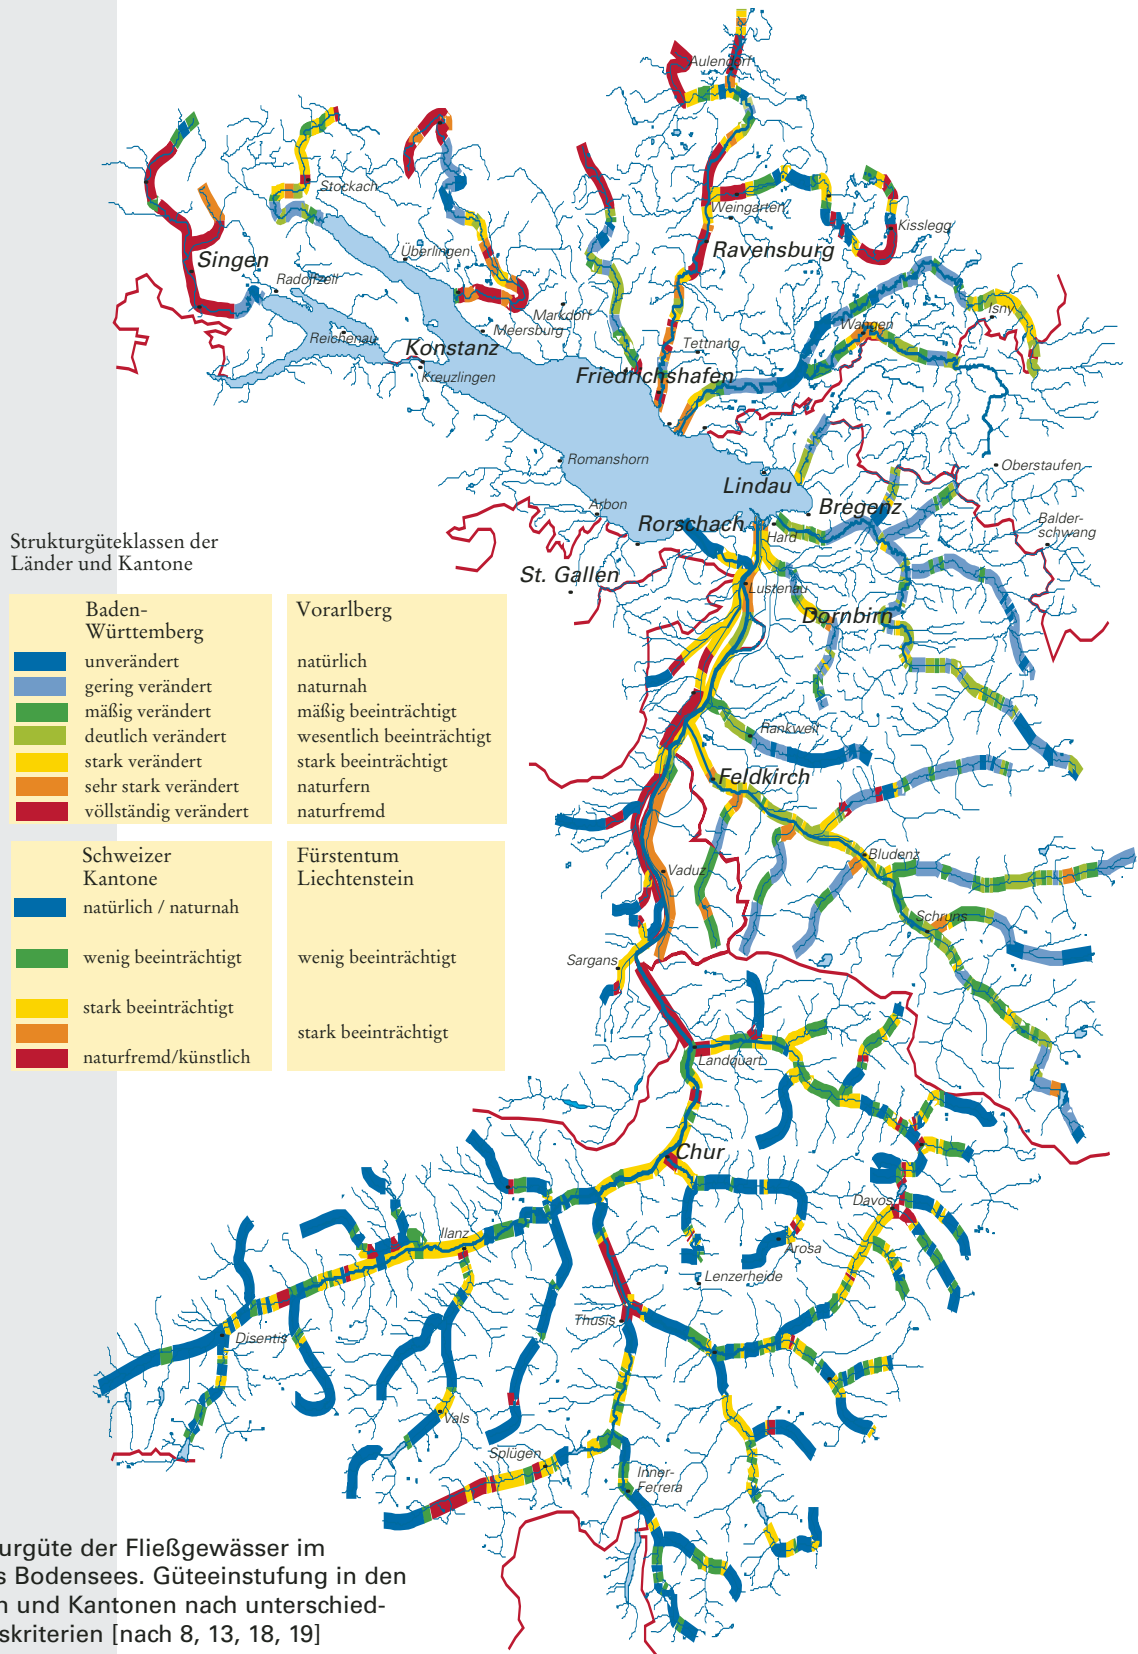 Aulendorf
Stockach
Weingarten
Kisslegg
Singen
Überlingen
Ravensburg
Radolfzell
Markdorf
Isny
Meersburg
Wangen
Reichenau
Konstanz
Tettnang
Kreuzlingen
Friedrichshafen
Romanshorn
Oberstaufen
Lindau
Arbon
Bregenz
Rorschach
Hard
Balder-
schwang
St. Gallen
Lustenau
Dornbirn
Rankweil
Feldkirch
Bludenz
Vaduz
Schruns
Sargans
Landquart
Chur
Davos
Ilanz
Arosa
Lenzerheide
Thusis
Disentis
Vals
Splügen
Inner-
Ferrera
Strukturgüteklassen der
Länder und Kantone
Baden-
Württemberg
Vorarlberg
unverändert
natürlich
gering verändert
naturnah
mäßig verändert
mäßig beeinträchtigt
deutlich verändert
wesentlich beeinträchtigt
stark verändert
stark beeinträchtigt
sehr stark verändert
naturfern
völlständig verändert
naturfremd
Schweizer
Kantone
Fürstentum
Liechtenstein
natürlich / naturnah
wenig beeinträchtigt
wenig beeinträchtigt
stark beeinträchtigt
stark beeinträchtigt
naturfremd/künstlich
urgüte der Fließgewässer im
s Bodensees. Güteeinstufung in den
n und Kantonen nach unterschied-
skriterien [nach 8, 13, 18, 19]